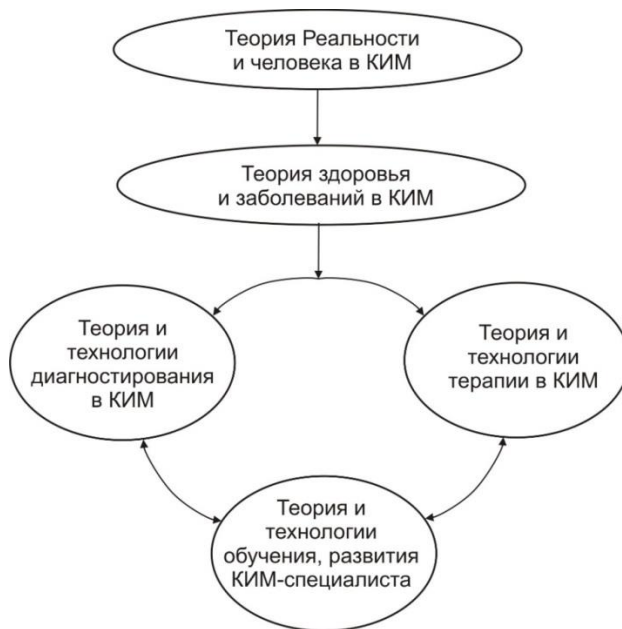 Теория Реальности
и человека в КИМ
Теория здоровья
и заболеваний в КИМ
Теория и
технологии
диагностирования
в КИМ
Теория и
технологии
терапии в КИМ
Теория и
технологии
обучения, развития
КИМ-специалиста